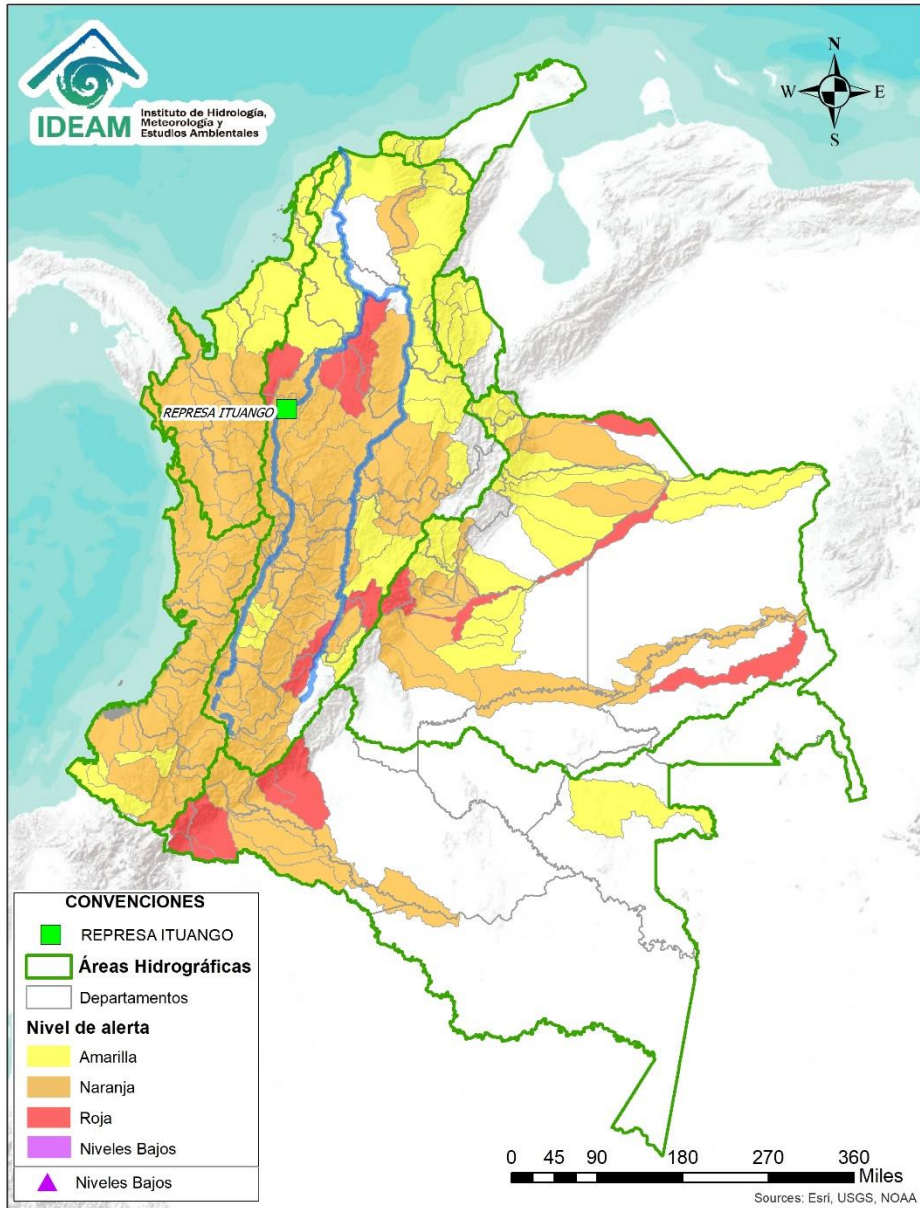 IDEAM
Instituto de Hidrología,
Meteorología y
Estudios Ambientales
N
W
E
S
REPRESA ITUANGO
CONVENCIONES
REPRESA ITUANGO
Áreas Hidrográficas
Departamentos
Nivel de alerta
Amarilla
Naranja
Roja
Niveles Bajos
Niveles Bajos
0 45 90 180 270 360
Miles
Sources: Esri, USGS, NOAA